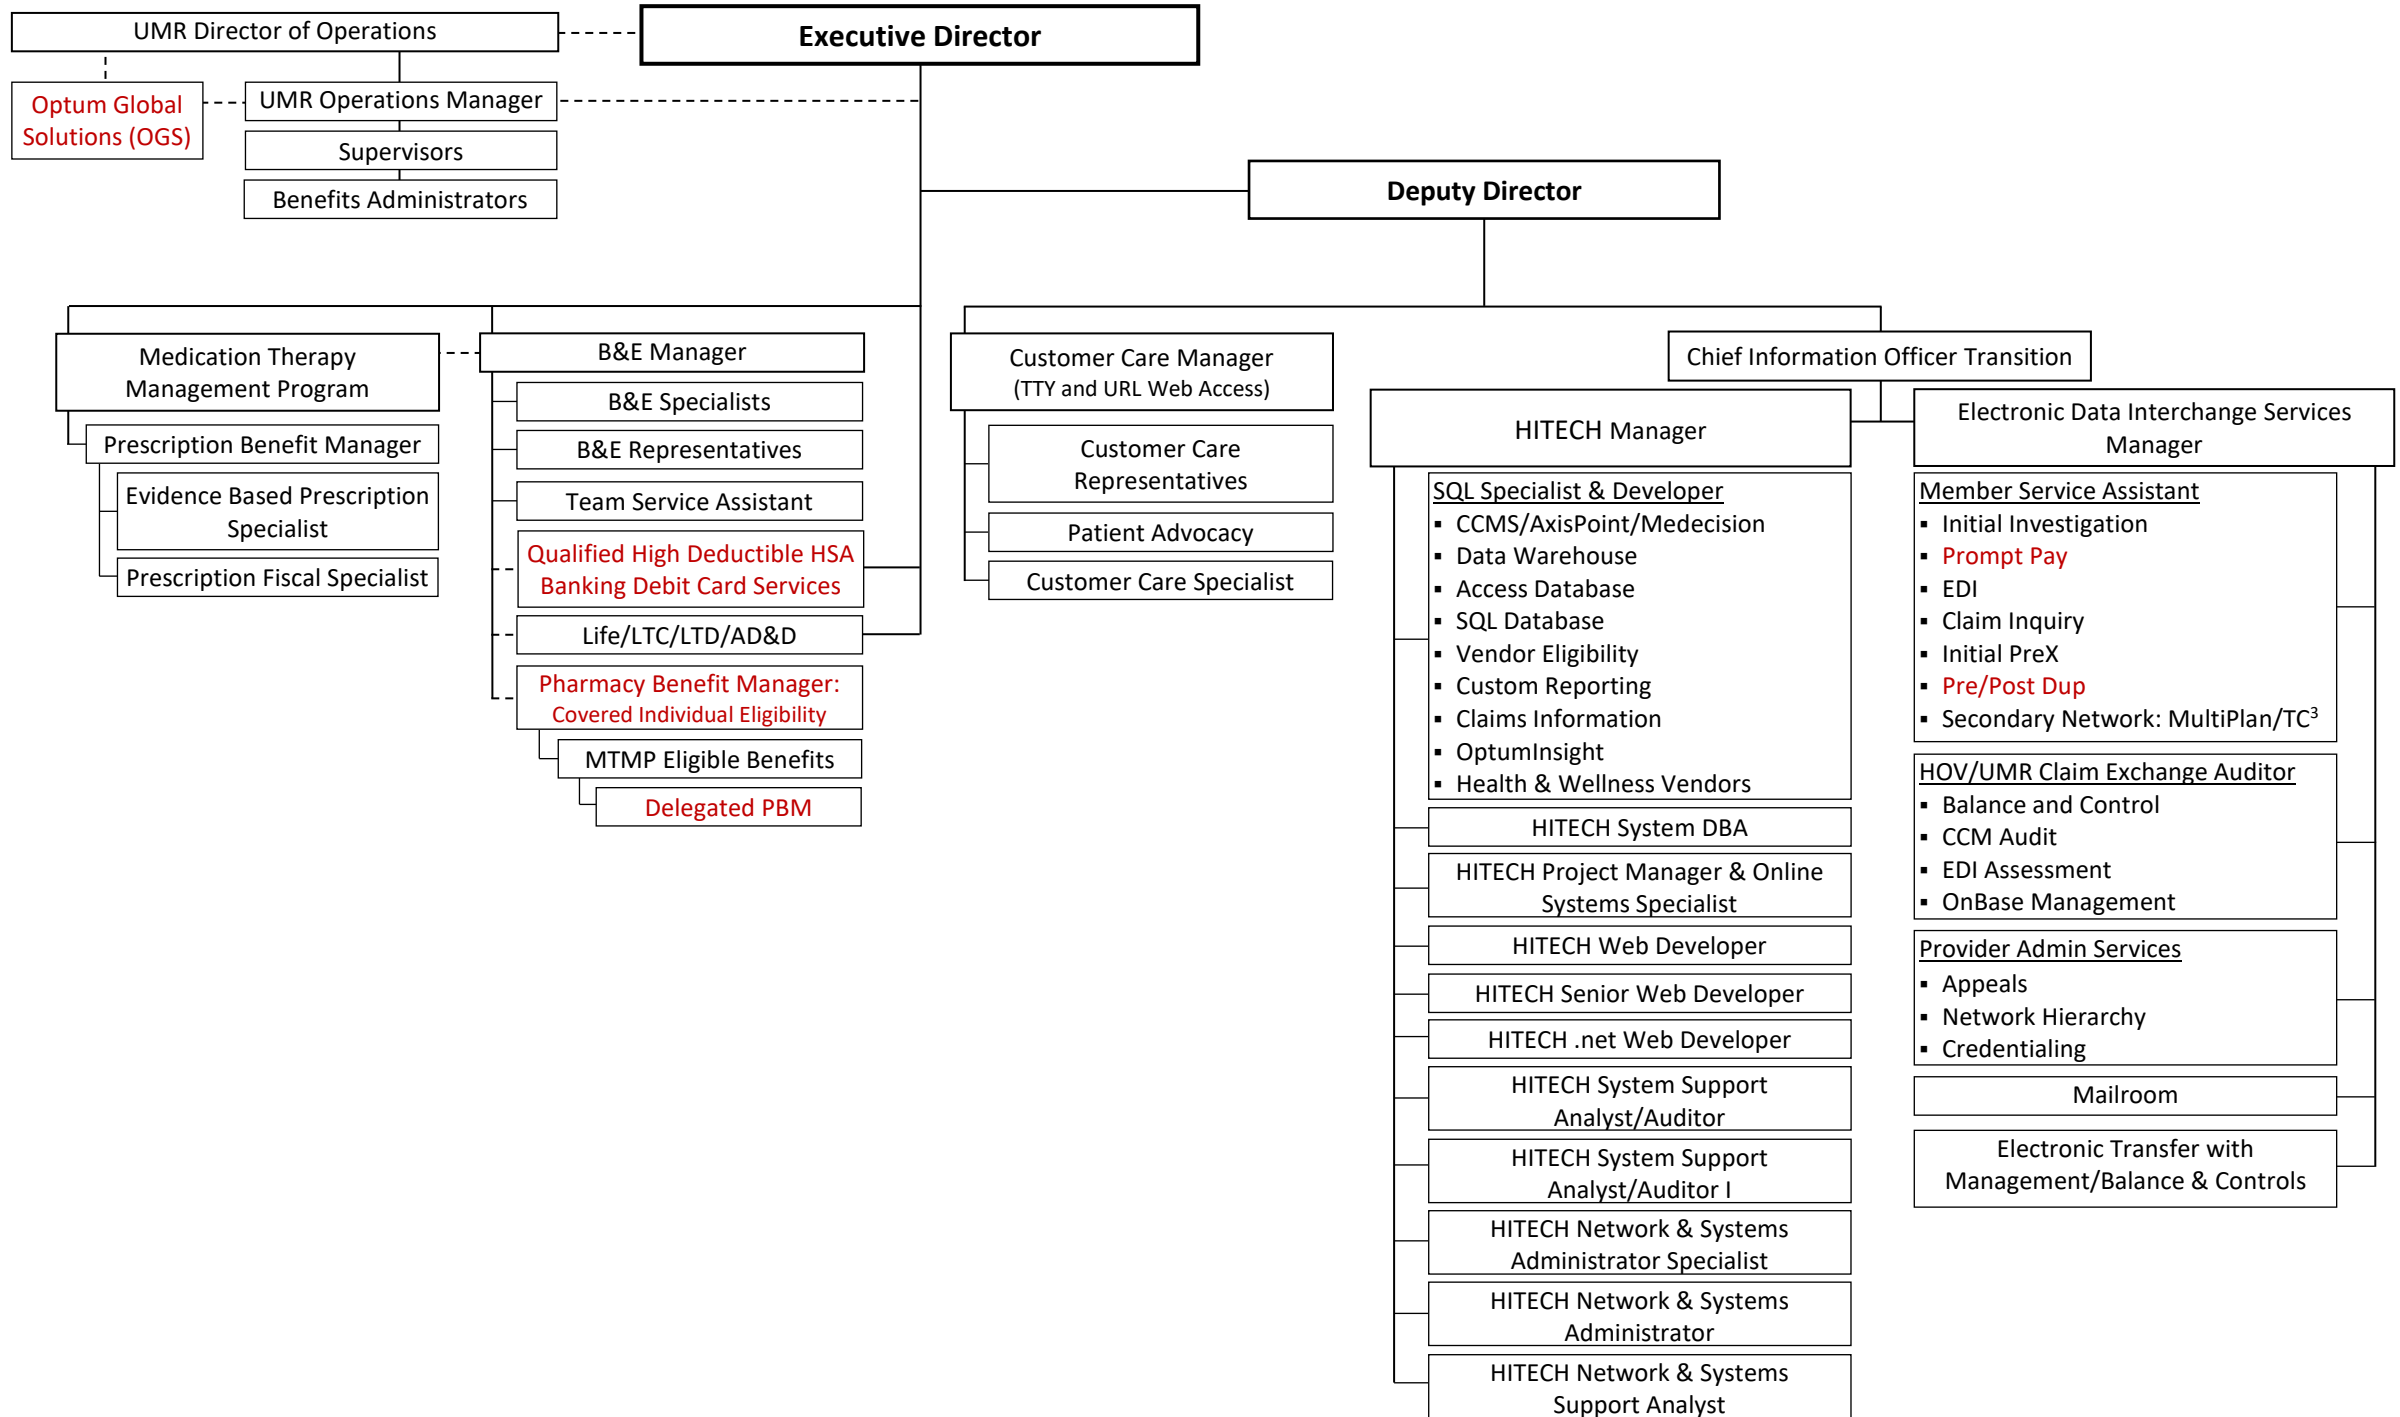 UMR Director of Operations
Executive Director
Optum Global
Solutions (OGS)
UMR Operations Manager
Supervisors
Benefits Administrators
Deputy Director
Medication Therapy
Management Program
Prescription Benefit Manager
Evidence Based Prescription
Specialist
Prescription Fiscal Specialist
B&E Manager
B&E Specialists
B&E Representatives
Team Service Assistant
Qualified High Deductible HSA
Banking Debit Card Services
Life/LTC/LTD/AD&D
Pharmacy Benefit Manager:
Covered Individual Eligibility
MTMP Eligible Benefits
Delegated PBM
Customer Care Manager
(TTY and URL Web Access)
Customer Care
Representatives
Patient Advocacy
Customer Care Specialist
Chief Information Officer Transition
HITECH Manager
SQL Specialist & Developer
▪ CCMS/AxisPoint/Medecision
▪ Data Warehouse
▪ Access Database
▪ SQL Database
▪ Vendor Eligibility
▪ Custom Reporting
▪ Claims Information
▪ OptumInsight
▪ Health & Wellness Vendors
HITECH System DBA
HITECH Project Manager & Online
Systems Specialist
HITECH Web Developer
HITECH Senior Web Developer
HITECH .net Web Developer
HITECH System Support
Analyst/Auditor
HITECH System Support
Analyst/Auditor I
HITECH Network & Systems
Administrator Specialist
HITECH Network & Systems
Administrator
HITECH Network & Systems
Support Analyst
Electronic Data Interchange Services
Manager
Member Service Assistant
▪ Initial Investigation
▪ Prompt Pay
▪ EDI
▪ Claim Inquiry
▪ Initial PreX
▪ Pre/Post Dup
▪ Secondary Network: MultiPlan/TC³
HOV/UMR Claim Exchange Auditor
▪ Balance and Control
▪ CCM Audit
▪ EDI Assessment
▪ OnBase Management
Provider Admin Services
▪ Appeals
▪ Network Hierarchy
▪ Credentialing
Mailroom
Electronic Transfer with
Management/Balance & Controls